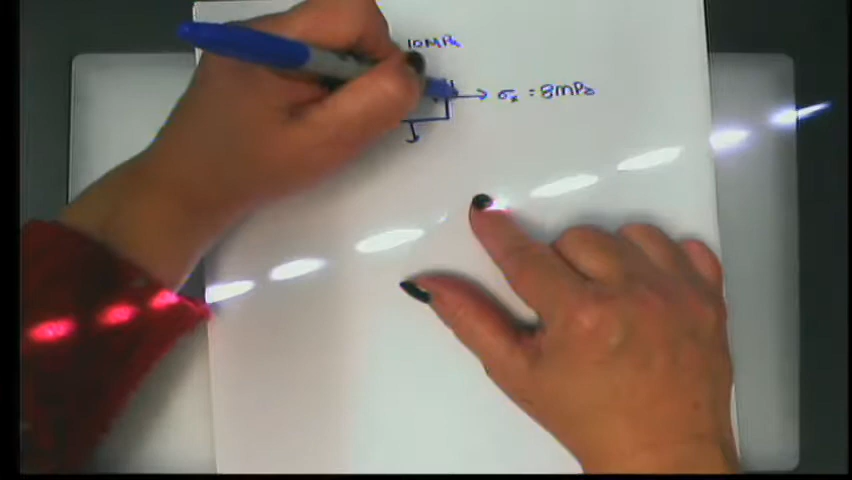 10MPa
σx = 8MPa